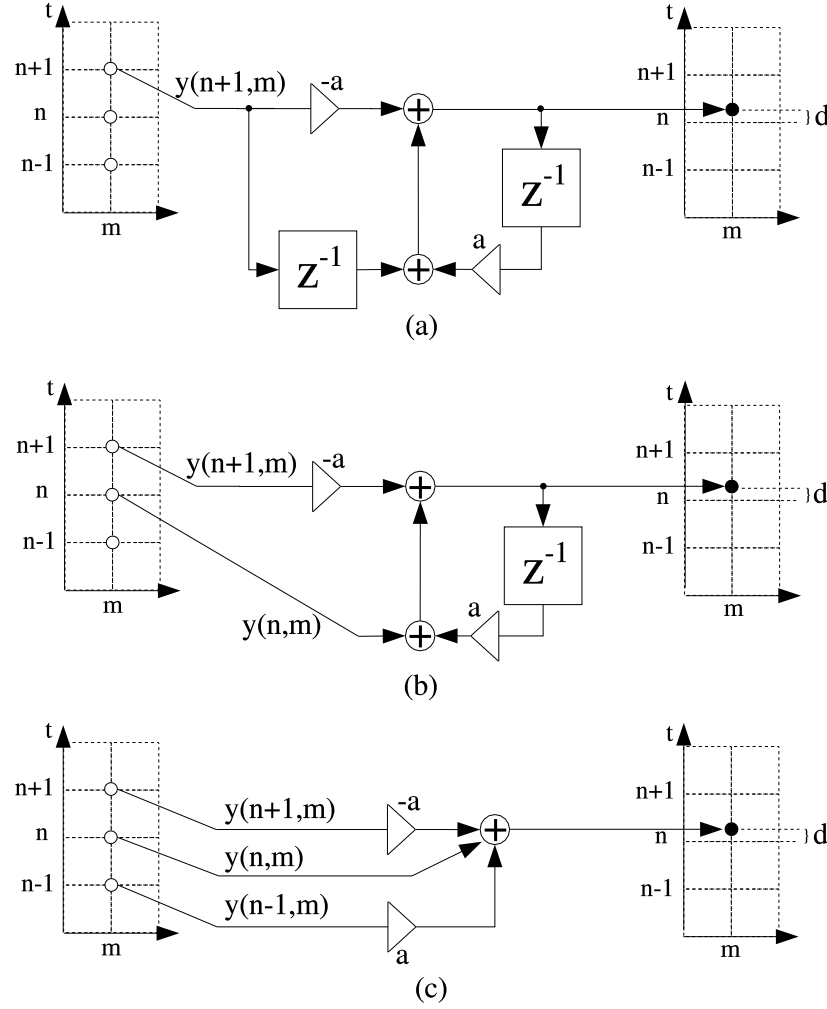 t
t
n+1
y(n+1,m)
-a
n+1
n
n
d
n-1
Z-1
n-1
a
m
Z-1
m
(a)
t
t
n+1
y(n+1,m)
-a
n+1
n
n
d
n-1
Z-1
n-1
m
a
m
y(n,m)
(b)
t
t
n+1
y(n+1,m)
-a
n+1
n
y(n,m)
n
d
n-1
y(n-1,m)
n-1
m
a
m
(c)